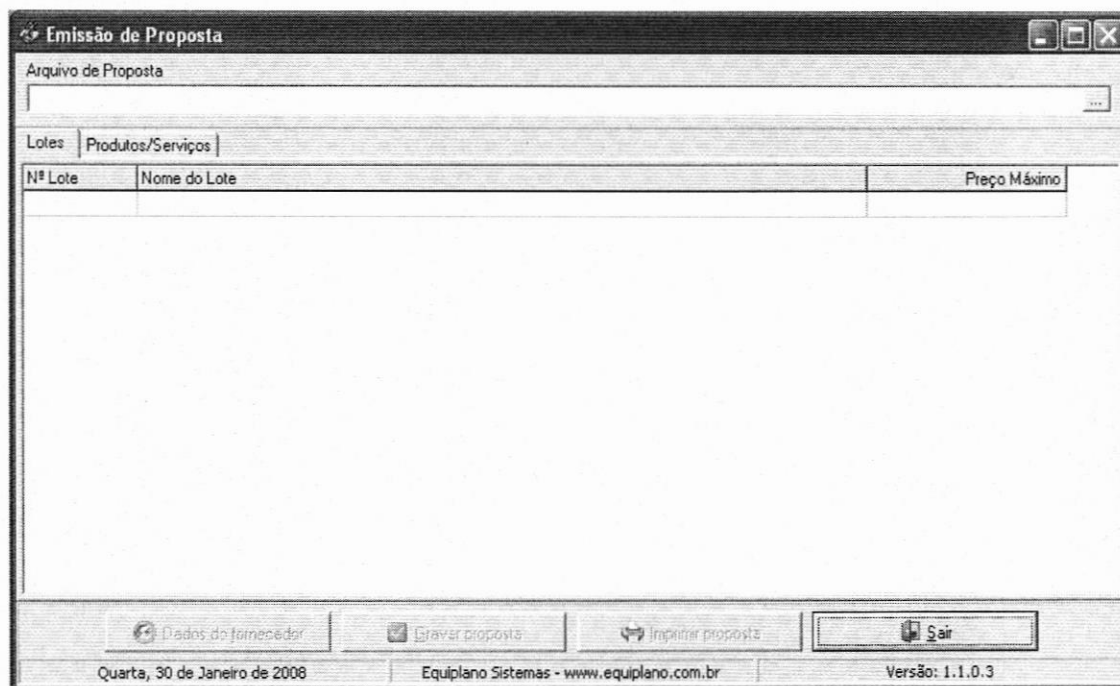 Emissão de Proposta
Arquivo de Proposta
...
Lotes Produtos/Serviços
Nº Lote Nome do Lote Preço Máximo
Dados do fornecedor Gravar proposta Imprimir proposta Sair
Quarta, 30 de Janeiro de 2008 Equiplano Sistemas - www.equiplano.com.br Versão: 1.1.0.3